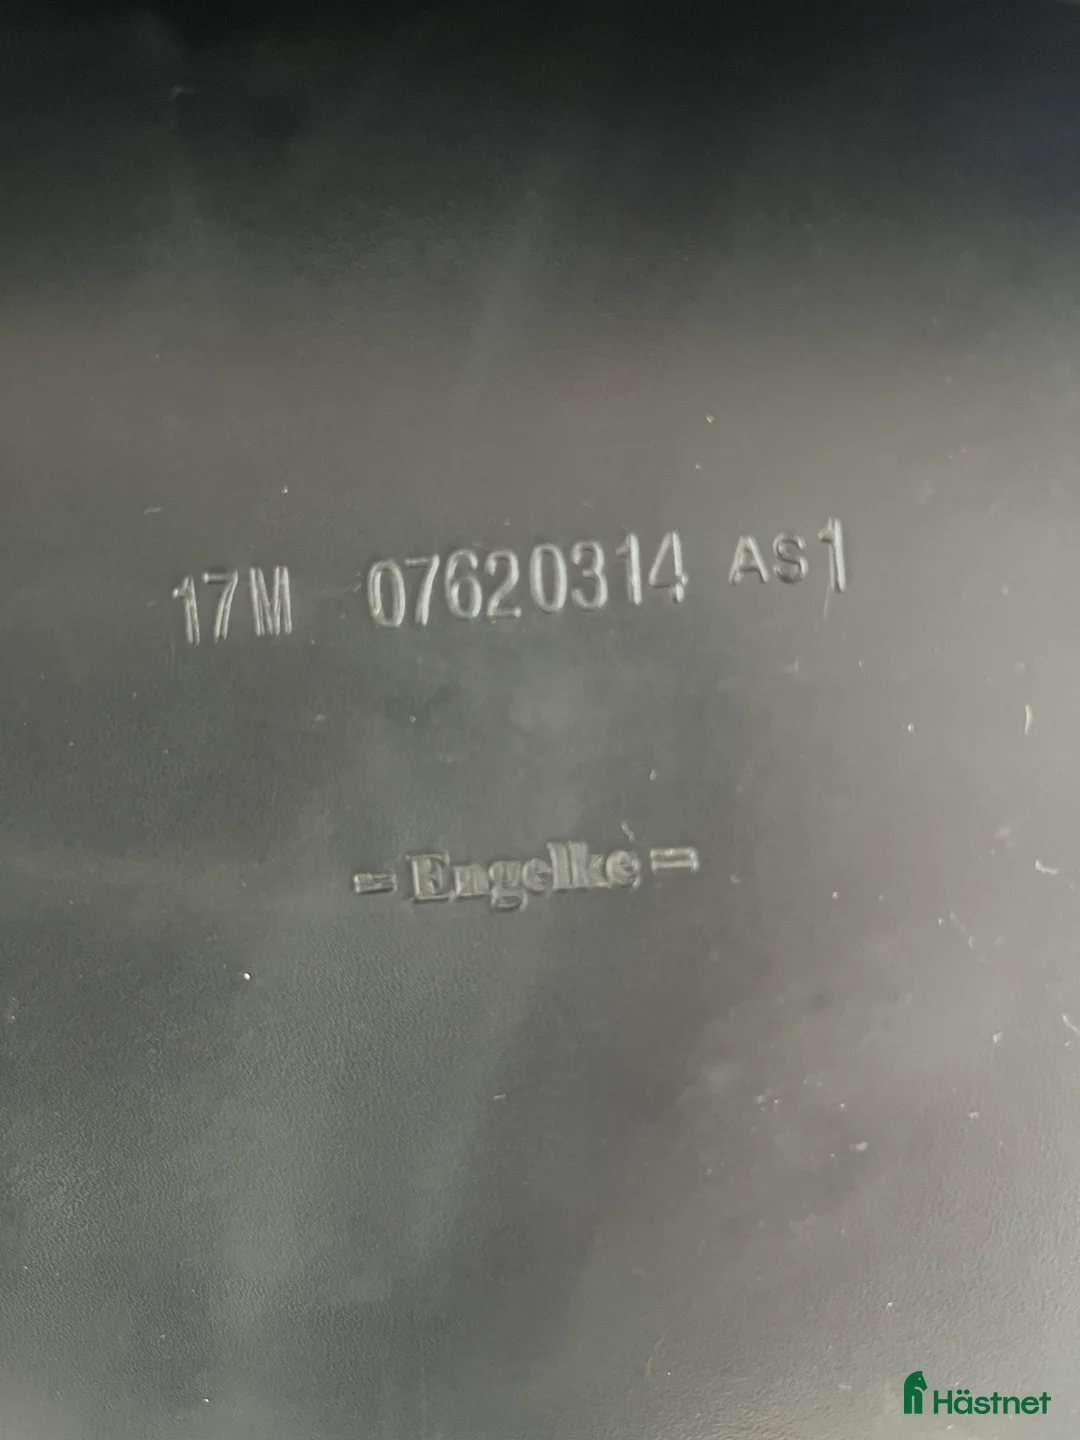 17M 07620314 AS1
= Engelke =
Hästnet